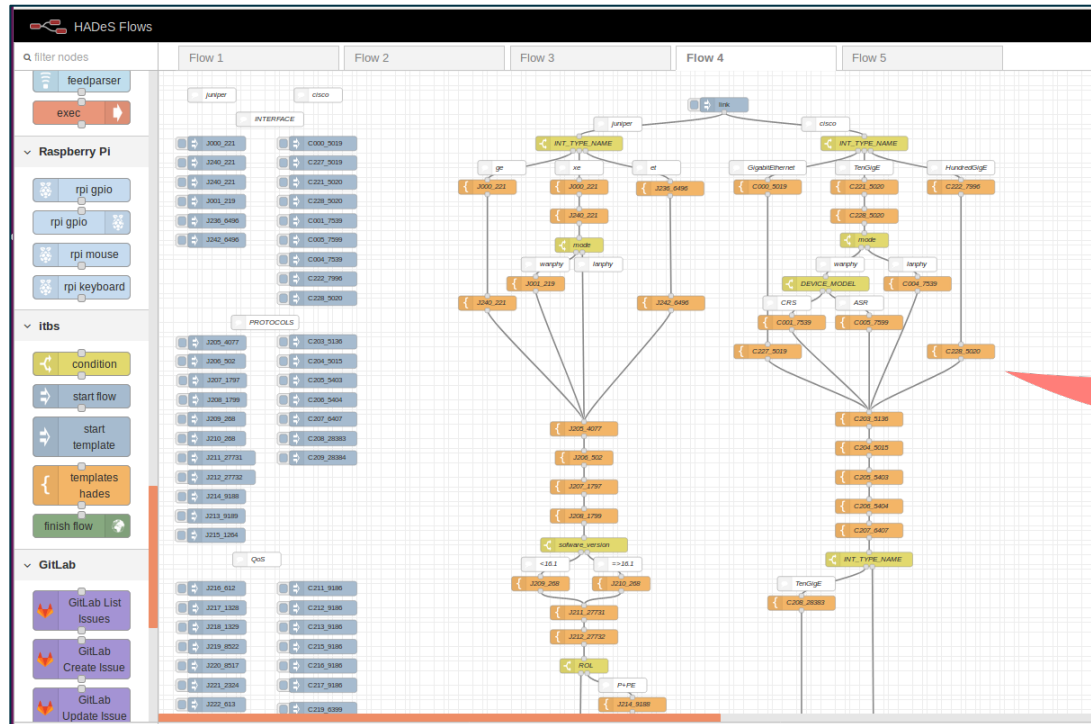 HADeS Flows
filter nodes
Flow 1
Flow 2
Flow 3
Flow 4
Flow 5
feedparser
exec
Raspberry Pi
rpi gpio
rpi gpio
rpi mouse
rpi keyboard
itbs
condition
start flow
start
template
templates
hades
finish flow
GitLab
GitLab List
Issues
GitLab
Create Issue
GitLab
Update Issue
juniper
cisco
INTERFACE
J000_221
C000_5019
J240_221
C227_5019
J240_221
C221_5020
J001_219
C228_5020
J236_6496
C001_7539
J242_6496
C005_7599
C004_7539
C222_7996
C228_5020
PROTOCOLS
J205_4077
C203_5136
J206_502
C204_5015
J207_1797
C205_5403
J208_1799
C206_5404
J209_268
C207_6407
J210_268
C208_28383
J211_27731
C209_28384
J212_27732
J214_9188
J213_9189
J215_1264
QoS
J216_612
C211_9186
J217_1328
C212_9186
J218_1329
C213_9186
J219_8522
C215_9186
J220_8517
C216_9186
J221_2324
C217_9186
J222_613
C219_6399
link
juniper
cisco
INT_TYPE_NAME
INT_TYPE_NAME
ge
xe
et
GigabitEthernet
TenGigE
HundredGigE
J000_221
J000_221
J236_6496
C000_5019
C221_5020
C222_7996
J240_221
C228_5020
mode
mode
wanphy
lanphy
wanphy
lanphy
J001_219
DEVICE_MODEL
C004_7539
J240_221
J242_6496
CRS
ASR
C001_7539
C005_7599
C227_5019
C228_5020
J205_4077
C203_5136
J206_502
C204_5015
J207_1797
C205_5403
J208_1799
C206_5404
C207_6407
software_version
INT_TYPE_NAME
<16.1
=>16.1
J209_268
J210_268
TenGigE
C208_28383
J211_27731
J212_27732
ROL
P+PE
J214_9188